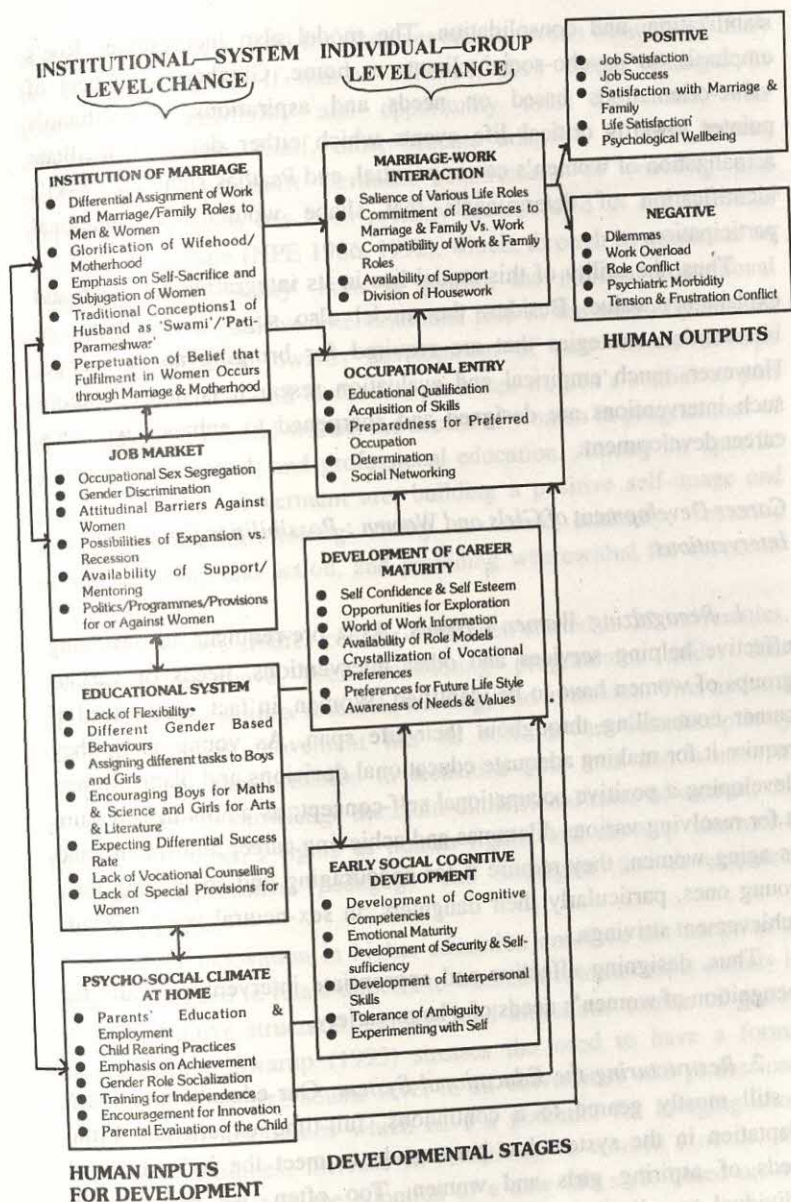 INSTITUTIONAL—SYSTEM
LEVEL CHANGE
INDIVIDUAL—GROUP
LEVEL CHANGE
POSITIVE
● Job Satisfaction
● Job Success
● Satisfaction with Marriage &
Family
● Life Satisfaction
● Psychological Wellbeing
NEGATIVE
● Dilemmas
● Work Overload
● Role Conflict
● Psychiatric Morbidity
● Tension & Frustration Conflict
HUMAN OUTPUTS
INSTITUTION OF MARRIAGE
● Differential Assignment of Work
and Marriage/Family Roles to
Men & Women
● Glorification of Wifehood/
Motherhood
● Emphasis on Self-Sacrifice and
Subjugation of Women
● Traditional Conceptions1 of
Husband as 'Swami'/'Pati-
Parameshwar'
● Perpetuation of Belief that
Fulfilment in Women Occurs
through Marriage & Motherhood
MARRIAGE-WORK
INTERACTION
● Salience of Various Life Roles
● Commitment of Resources to
Marriage & Family Vs. Work
● Compatibility of Work & Family
Roles
● Availability of Support
● Division of Housework
JOB MARKET
● Occupational Sex Segregation
● Gender Discrimination
● Attitudinal Barriers Against
Women
● Possibilities of Expansion vs.
Recession
● Availability of Support/
Mentoring
● Politics/Programmes/Provisions
for or Against Women
OCCUPATIONAL ENTRY
● Educational Qualification
● Acquisition of Skills
● Preparedness for Preferred
Occupation
● Determination
● Social Networking
DEVELOPMENT OF CAREER
MATURITY
● Self Confidence & Self Esteem
● Opportunities for Exploration
● World of Work Information
● Availability of Role Models
● Crystallization of Vocational
Preferences
● Preferences for Future Life Style
● Awareness of Needs & Values
EDUCATIONAL SYSTEM
● Lack of Flexibility
● Different Gender Based
Behaviours
● Assigning different tasks to Boys
and Girls
● Encouraging Boys for Maths
& Science and Girls for Arts
& Literature
● Expecting Differential Success
Rate
● Lack of Vocational Counselling
● Lack of Special Provisions for
Women
EARLY SOCIAL COGNITIVE
DEVELOPMENT
● Development of Cognitive
Competencies
● Emotional Maturity
● Development of Security & Self-
sufficiency
● Development of Interpersonal
Skills
● Tolerance of Ambiguity
● Experimenting with Self
PSYCHO-SOCIAL CLIMATE
AT HOME
● Parents' Education &
Employment
● Child Rearing Practices
● Emphasis on Achievement
● Gender Role Socialization
● Training for Independence
● Encouragement for Innovation
● Parental Evaluation of the Child
HUMAN INPUTS
FOR DEVELOPMENT
DEVELOPMENTAL STAGES